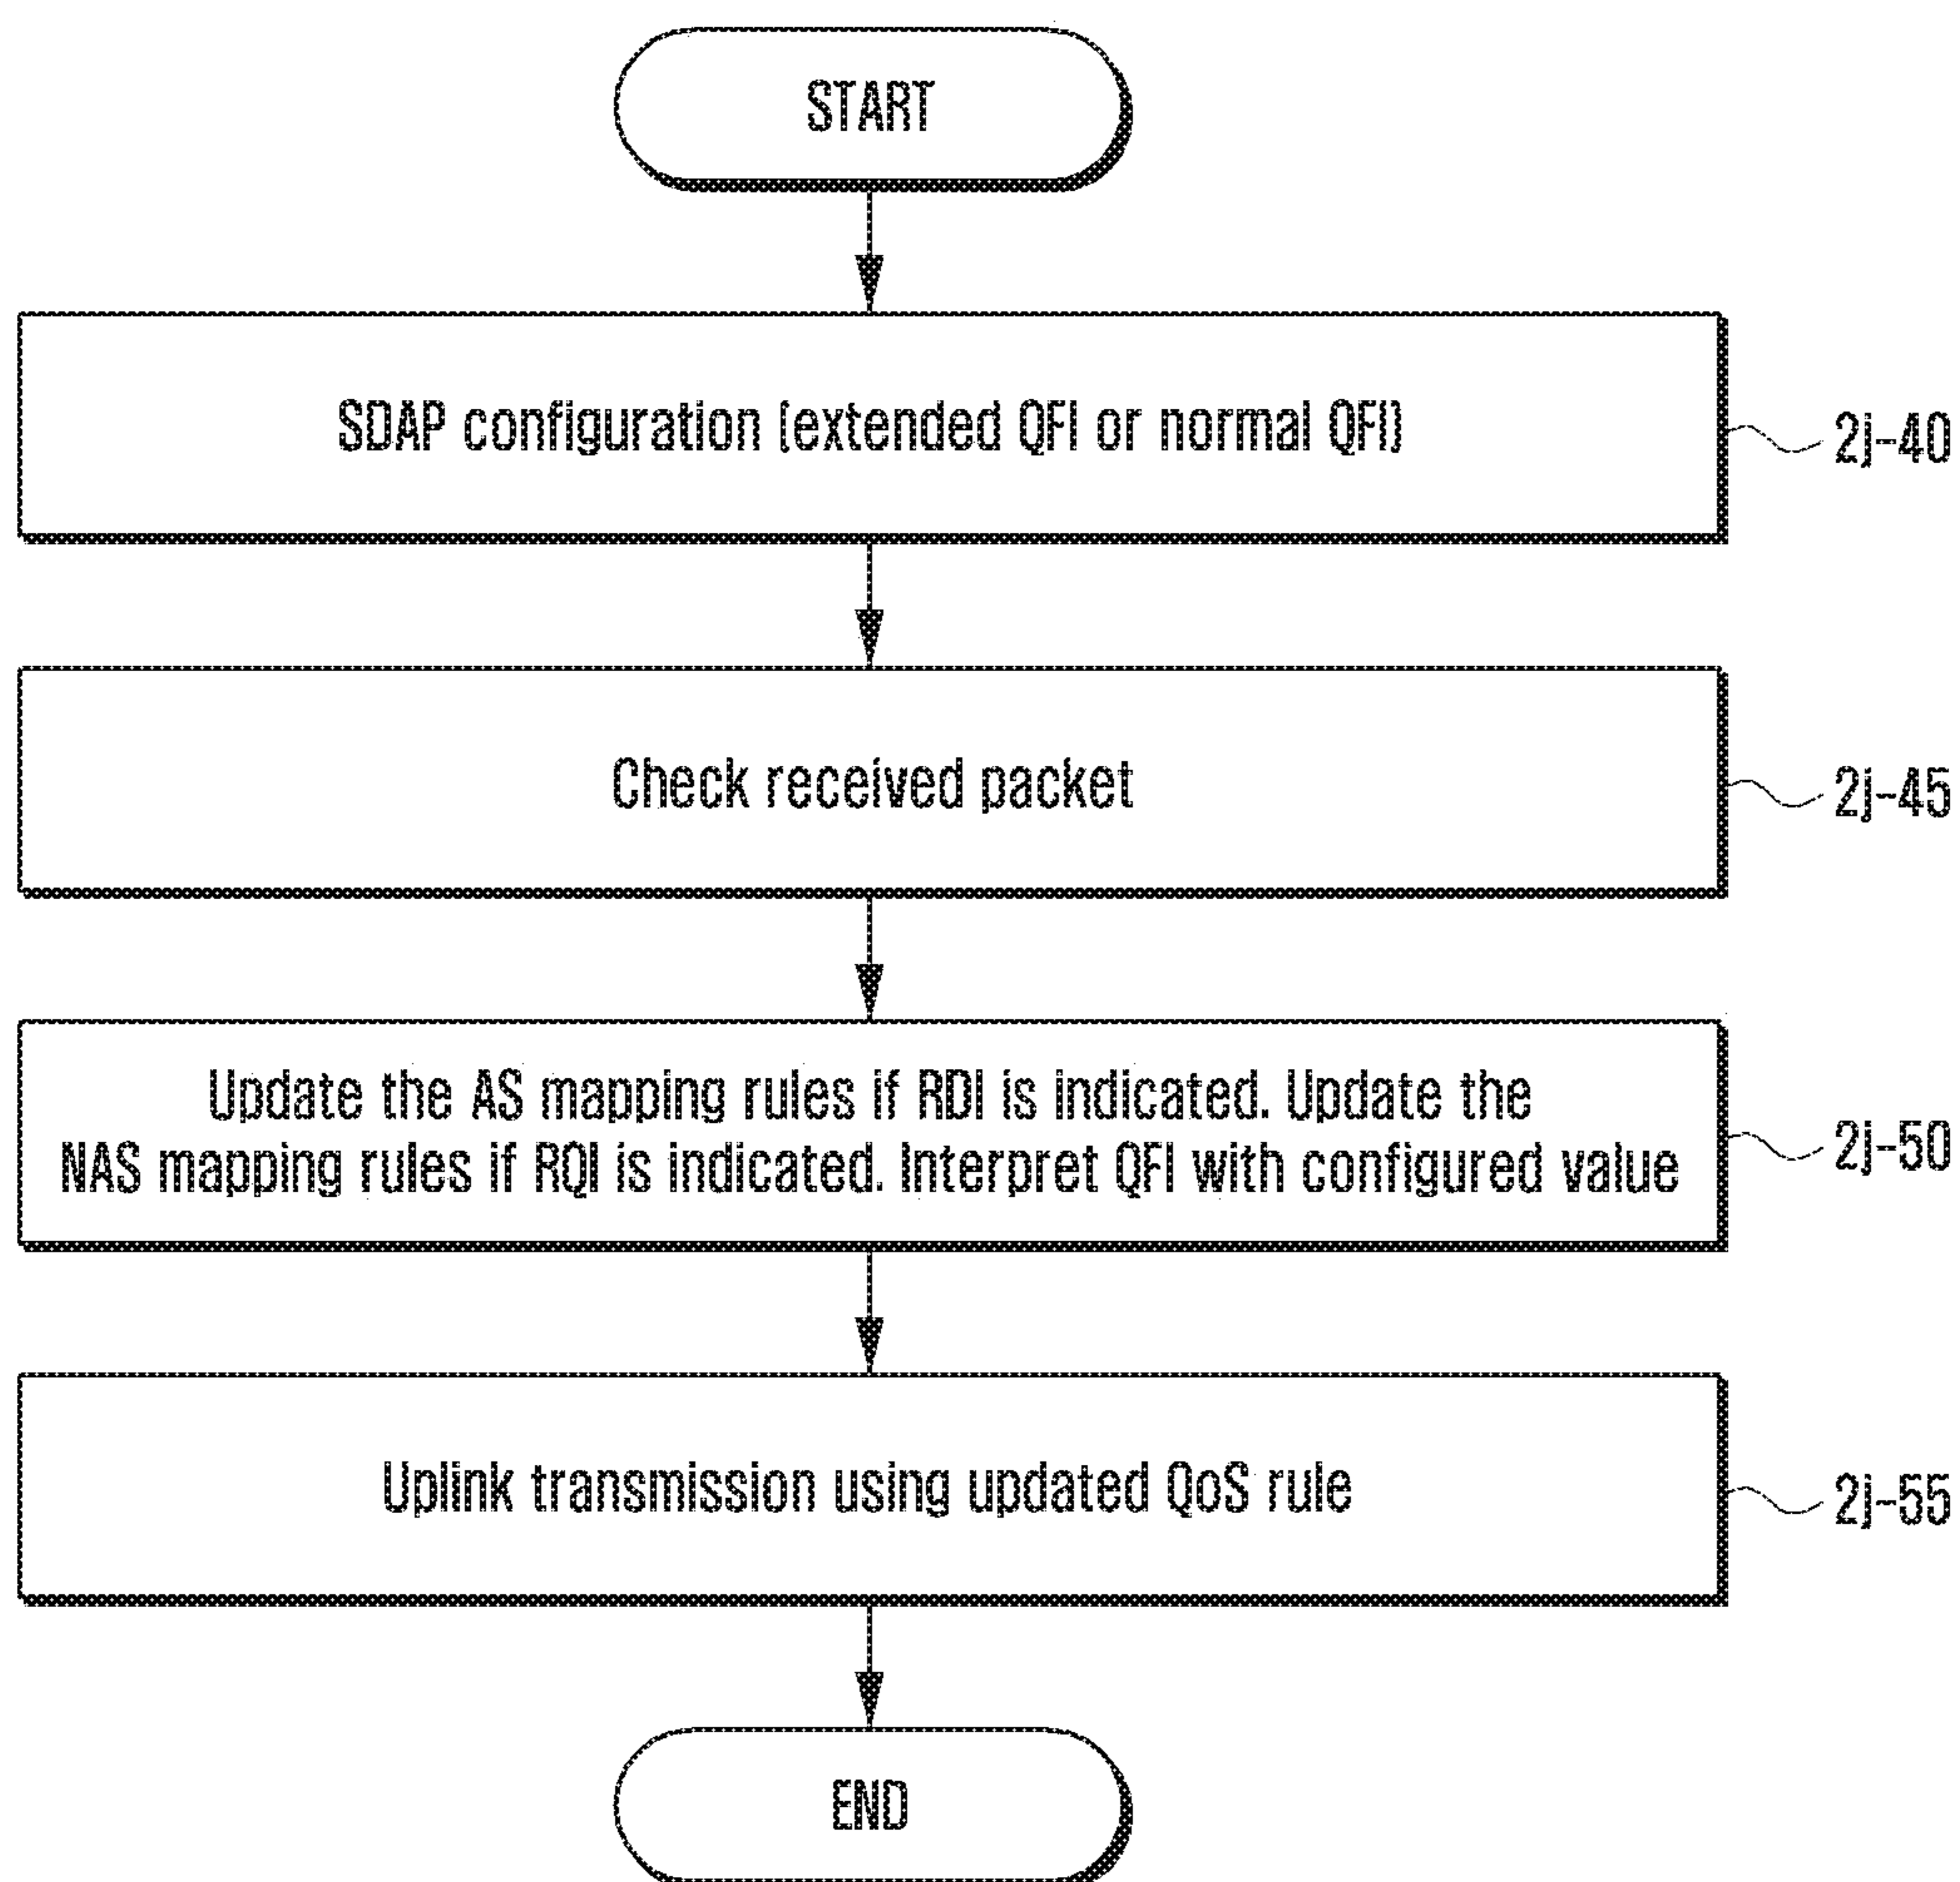 START
SDAP configuration (extended QFI or normal QFI)
2j-40
Check received packet
2j-45
Update the AS mapping rules if RDI is indicated. Update the
NAS mapping rules if RQI is indicated. Interpret QFI with configured value
2j-50
Uplink transmission using updated QoS rule
2j-55
END